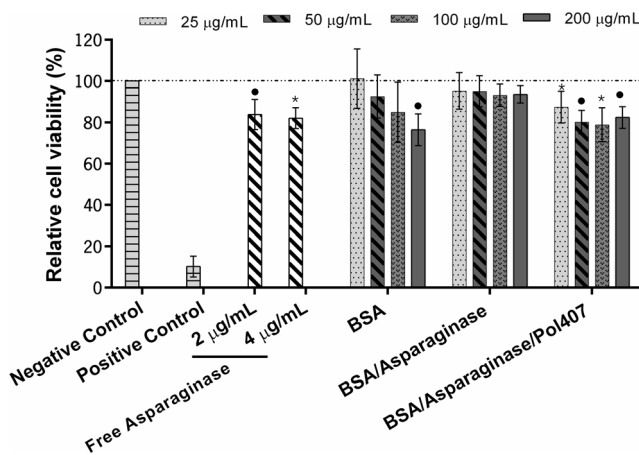 25 µg/mL 50 µg/mL 100 µg/mL 200 µg/mL
Relative cell viability (%)
120
100
80
60
40
20
0
* * *
Negative Control
Positive Control
2 µg/mL
4 µg/mL
Free Asparaginase
BSA
BSA/Asparaginase
BSA/Asparaginase/Pol407